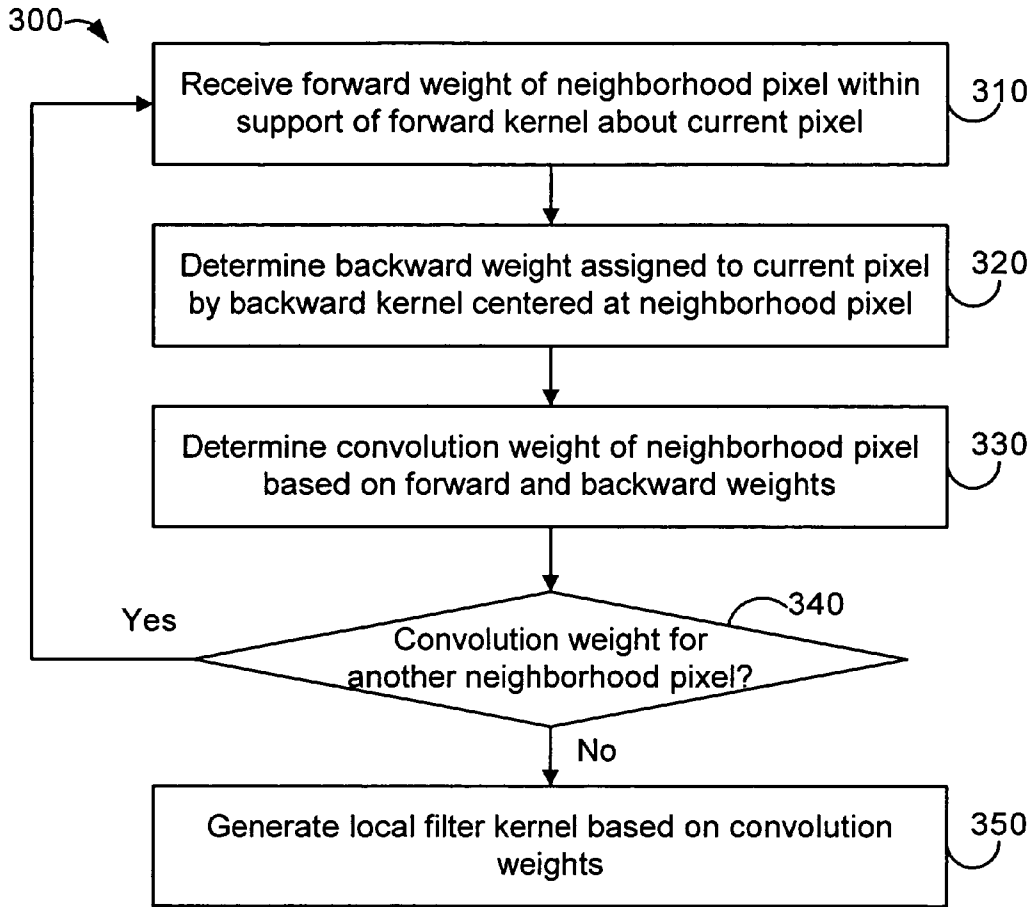 300
Receive forward weight of neighborhood pixel within
support of forward kernel about current pixel
310
Determine backward weight assigned to current pixel
by backward kernel centered at neighborhood pixel
320
Determine convolution weight of neighborhood pixel
based on forward and backward weights
330
340
Yes
Convolution weight for
another neighborhood pixel?
No
Generate local filter kernel based on convolution
weights
350